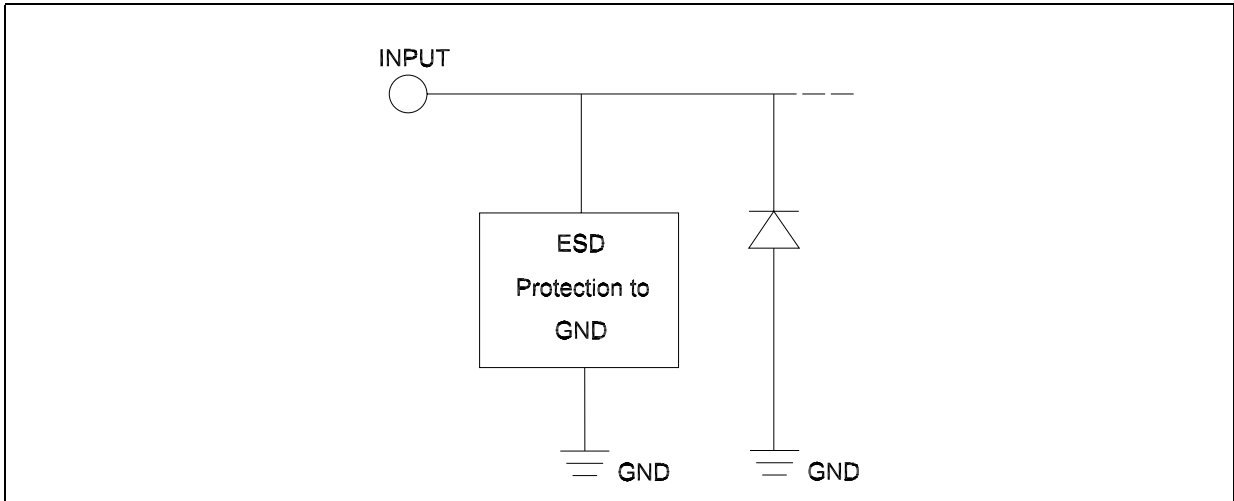 INPUT
ESD
Protection to
GND
GND
GND